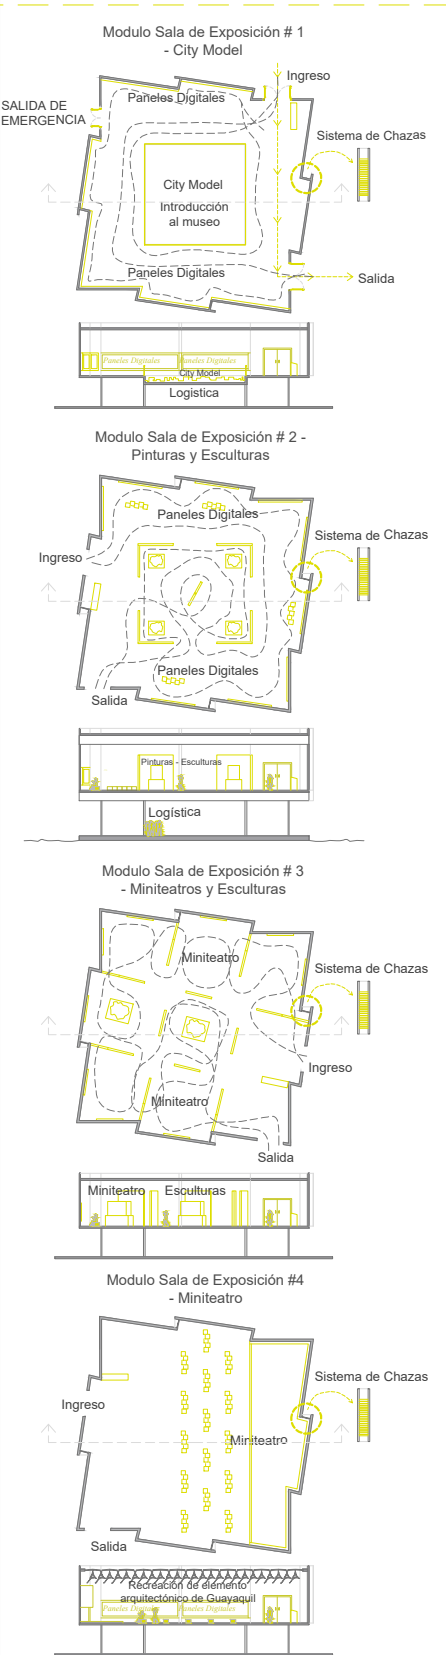 Modulo Sala de Exposición # 1
- City Model
Ingreso
Paneles Digitales
SALIDA DE
EMERGENCIA
Sistema de Chazas
City Model
Introducción
al museo
Paneles Digitales
Salida
Paneles Digitales
Paneles Digitales
City Model
Logistica
Modulo Sala de Exposición # 2 -
Pinturas y Esculturas
Paneles Digitales
Sistema de Chazas
Ingreso
Paneles Digitales
Salida
Pinturas - Esculturas
Logística
Modulo Sala de Exposición # 3
- Miniteatros y Esculturas
Miniteatro
Sistema de Chazas
Ingreso
Miniteatro
Salida
Miniteatro
Esculturas
Modulo Sala de Exposición #4
- Miniteatro
Sistema de Chazas
Ingreso
Miniteatro
Salida
Recreación de elemento
arquitectónico de Guayaquil
Paneles Digitales
Paneles Digitales